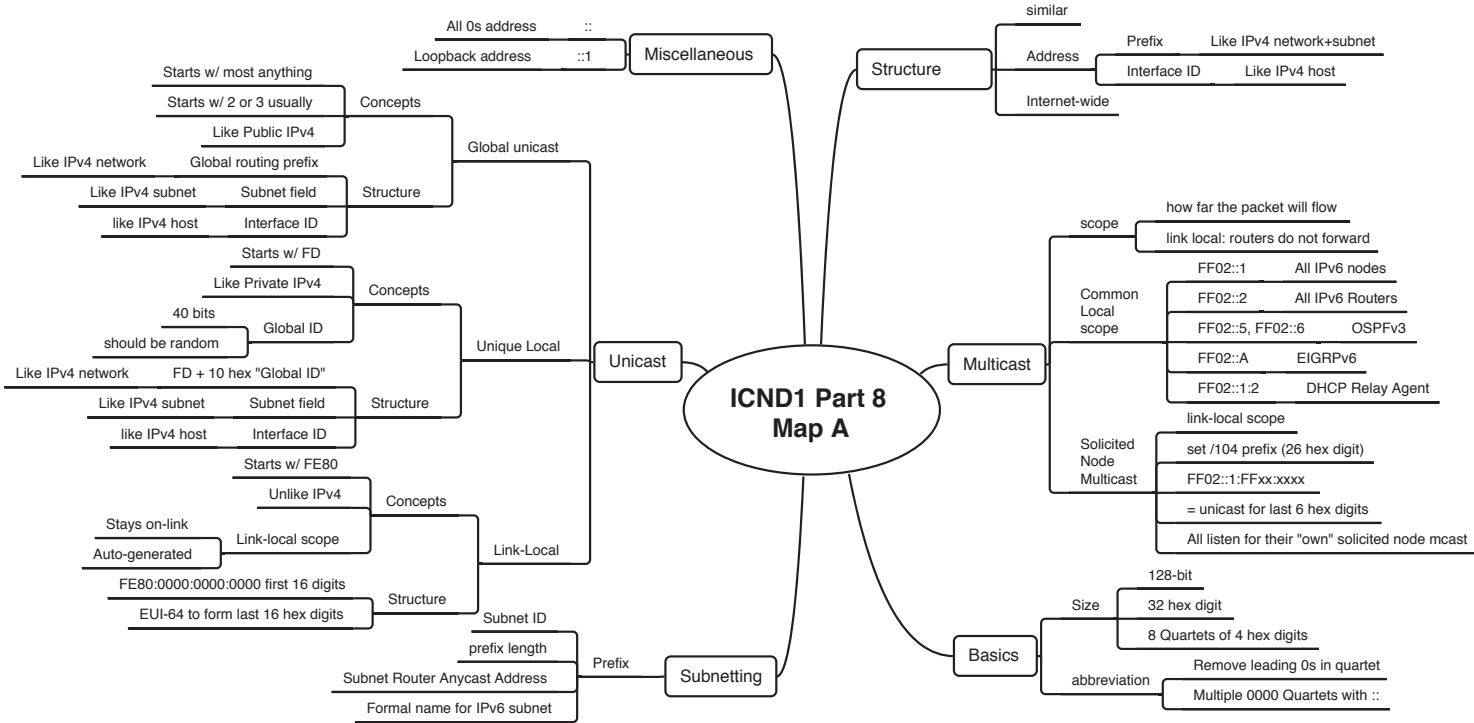 ICND1 Part 8
Map A
Miscellaneous
All 0s address
::
Loopback address
::1
Unicast
Global unicast
Concepts
Starts w/ most anything
Starts w/ 2 or 3 usually
Like Public IPv4
Structure
Like IPv4 network
Global routing prefix
Like IPv4 subnet
Subnet field
like IPv4 host
Interface ID
Unique Local
Concepts
Starts w/ FD
Like Private IPv4
Global ID
40 bits
should be random
Structure
Like IPv4 network
FD + 10 hex "Global ID"
Like IPv4 subnet
Subnet field
like IPv4 host
Interface ID
Link-Local
Concepts
Starts w/ FE80
Unlike IPv4
Link-local scope
Stays on-link
Auto-generated
Structure
FE80:0000:0000:0000 first 16 digits
EUI-64 to form last 16 hex digits
Subnetting
Prefix
Subnet ID
prefix length
Subnet Router Anycast Address
Formal name for IPv6 subnet
Structure
similar
Address
Prefix
Like IPv4 network+subnet
Interface ID
Like IPv4 host
Internet-wide
Multicast
scope
how far the packet will flow
link local: routers do not forward
Common
Local
scope
FF02::1
All IPv6 nodes
FF02::2
All IPv6 Routers
FF02::5, FF02::6
OSPFv3
FF02::A
EIGRPv6
FF02::1:2
DHCP Relay Agent
Solicited
Node
Multicast
link-local scope
set /104 prefix (26 hex digit)
FF02::1:FFxx:xxxx
= unicast for last 6 hex digits
All listen for their "own" solicited node mcast
Basics
Size
128-bit
32 hex digit
8 Quartets of 4 hex digits
abbreviation
Remove leading 0s in quartet
Multiple 0000 Quartets with ::